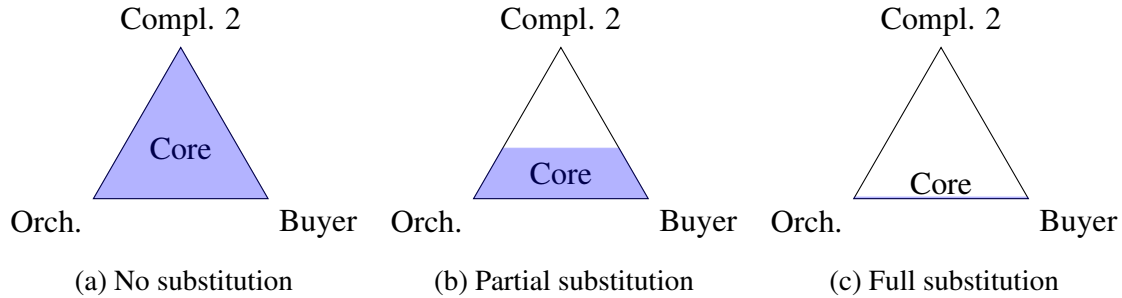 Compl. 2 Compl. 2 Compl. 2
Core Core Core
Orch. Buyer Orch. Buyer Orch. Buyer
(a) No substitution (b) Partial substitution (c) Full substitution